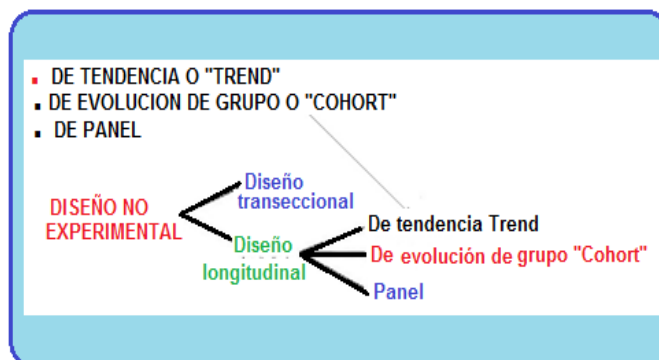 . DE TENDENCIA O "TREND"
. DE EVOLUCION DE GRUPO O "COHORT"
. DE PANEL
Diseño
transeccional
DISEÑO NO
EXPERIMENTAL
Diseño
longitudinal
De tendencia Trend
De evolución de grupo "Cohort"
Panel